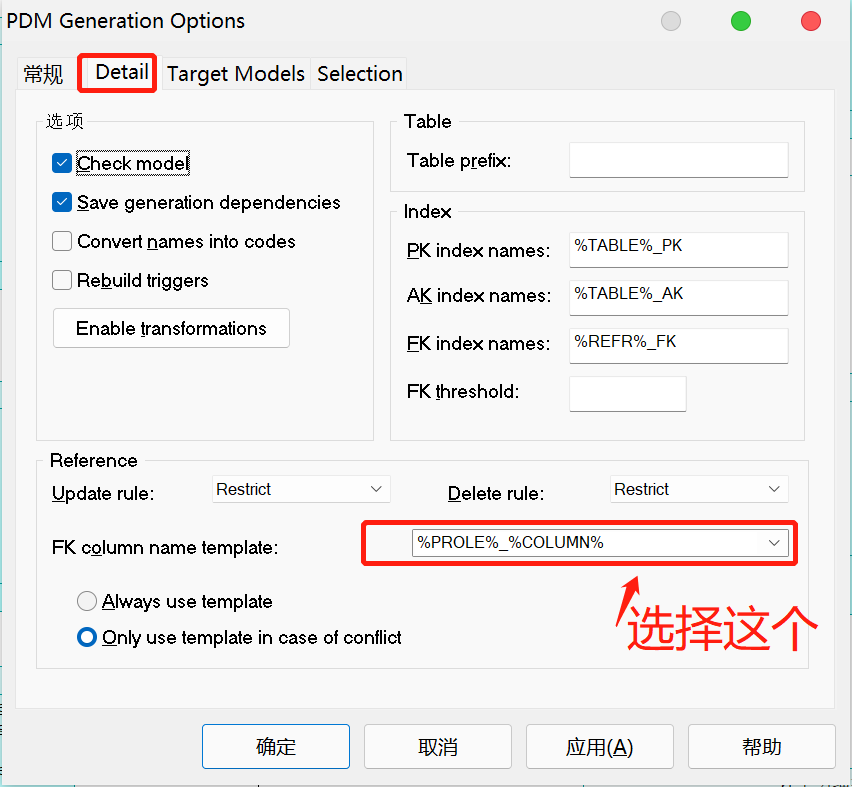 PDM Generation Options
常规 Detail Target Models Selection
选项
Check model
Save generation dependencies
Convert names into codes
Rebuild triggers
Enable transformations
Table
Table prefix:
Index
PK index names: %TABLE%_PK
AK index names: %TABLE%_AK
FK index names: %REFR%_FK
FK threshold:
Reference
Update rule: Restrict Delete rule: Restrict
FK column name template: %PROLE%_%COLUMN%
Always use template
Only use template in case of conflict
选择这个
确定 取消 应用(A) 帮助